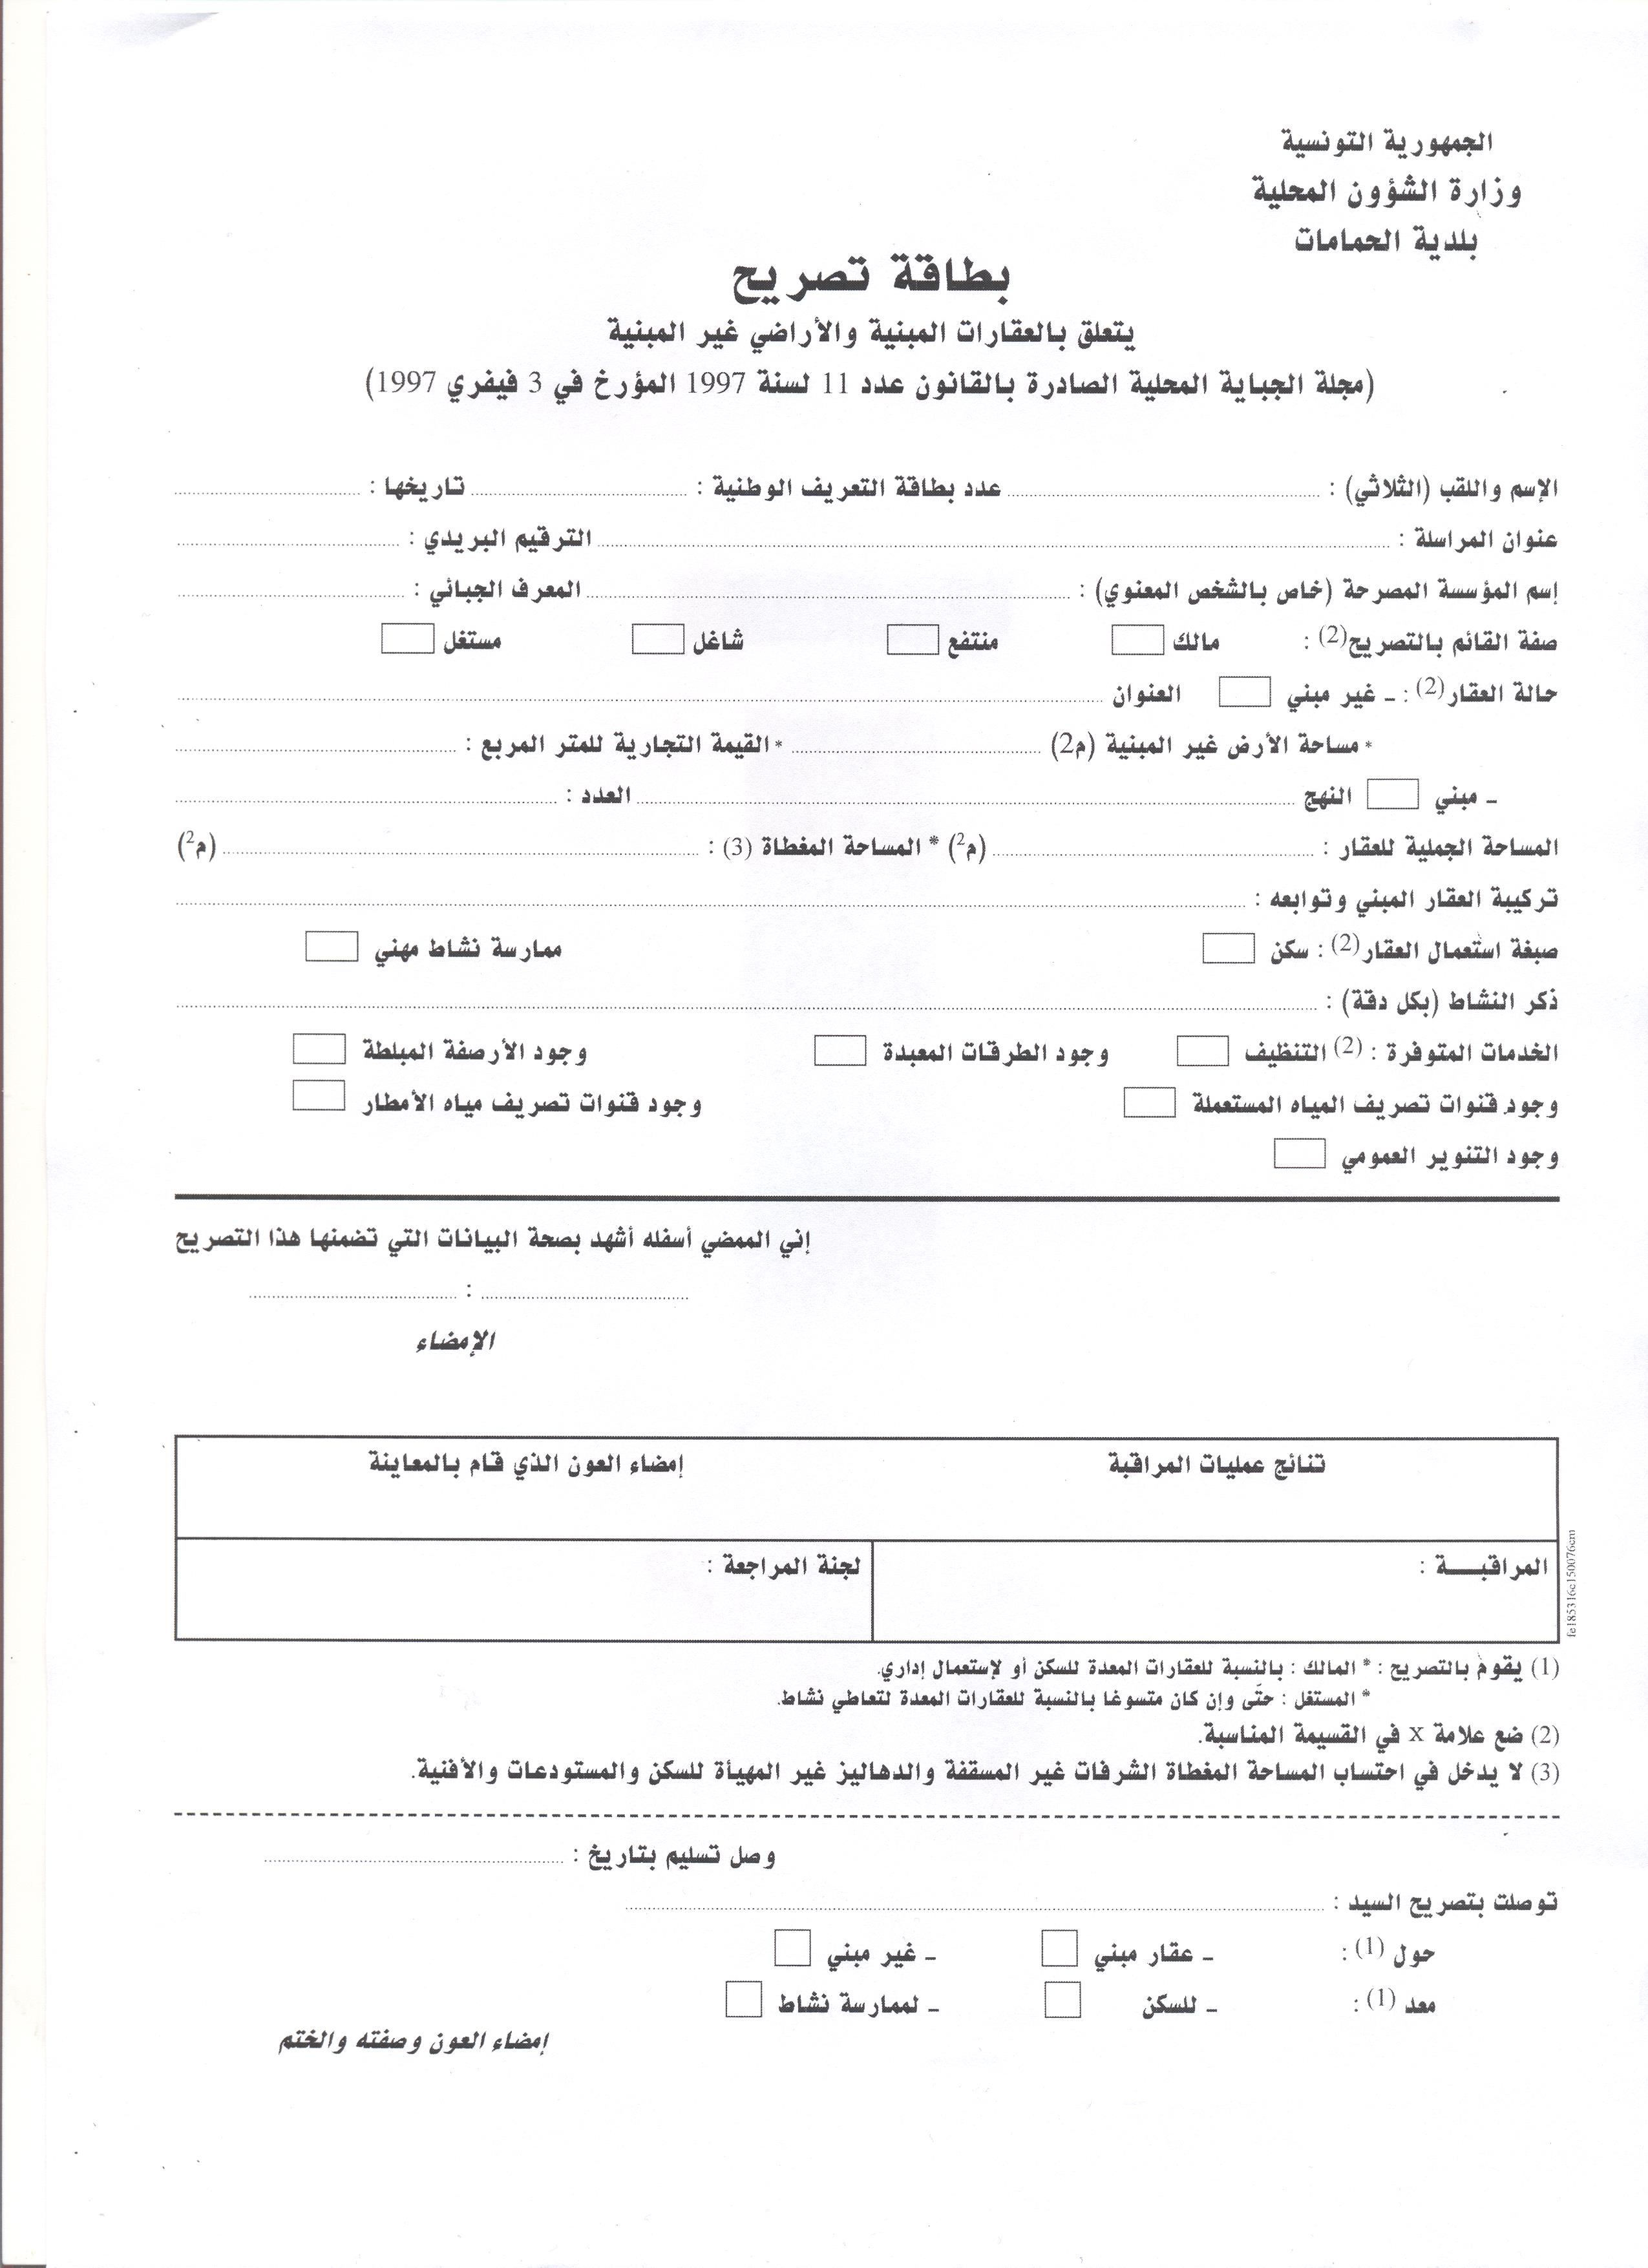 الجمهورية التونسية
وزارة الشؤون المحلية
بلدية الحمامات
بطاقة تصريح
يتعلق بالعقارات المبنية والأراضي غير المبنية
(مجلة الجباية المحلية الصادرة بالقانون عدد 11 لسنة 1997 المؤرخ في 3 فيفري 1997)
الإسم واللقب (الثلاثي) : عدد بطاقة التعريف الوطنية : تاريخها :
عنوان المراسلة : الترقيم البريدي :
إسم المؤسسة المصرحة (خاص بالشخص المعنوي) : المعرف الجبائي :
صفة القائم بالتصريح(2) : مالك منتفع شاغل مستغل
حالة العقار(2) : ـ غير مبني العنوان
* مساحة الأرض غير المبنية (م2) * القيمة التجارية للمتر المربع :
ـ مبني النهج العدد :
المساحة الجملية للعقار : (م2) * المساحة المغطاة (3) : (م2)
تركيبة العقار المبني وتوابعه :
صبغة استعمال العقار(2) : سكن ممارسة نشاط مهني
ذكر النشاط (بكل دقة) :
الخدمات المتوفرة : (2) التنظيف وجود الطرقات المعبدة وجود الأرصفة المبلطة
وجود قنوات تصريف المياه المستعملة وجود قنوات تصريف مياه الأمطار
وجود التنوير العمومي
إني الممضي أسفله أشهد بصحة البيانات التي تضمنها هذا التصريح
:
الإمضاء
تنائج عمليات المراقبة إمضاء العون الذي قام بالمعاينة
المراقبـــة : لجنة المراجعة :
fe185316c150076cm
(1) يقوم بالتصريح : * المالك : بالنسبة للعقارات المعدة للسكن أو لإستعمال إداري.
* المستغل : حتّى وإن كان متسوغا بالنسبة للعقارات المعدة لتعاطي نشاط.
(2) ضع علامة x في القسيمة المناسبة.
(3) لا يدخل في احتساب المساحة المغطاة الشرفات غير المسقفة والدهاليز غير المهيأة للسكن والمستودعات والأفنية.
وصل تسليم بتاريخ :
توصلت بتصريح السيد :
حول (1) : ـ عقار مبني ـ غير مبني
معد (1) : ـ للسكن ـ لممارسة نشاط
إمضاء العون وصفته والختم